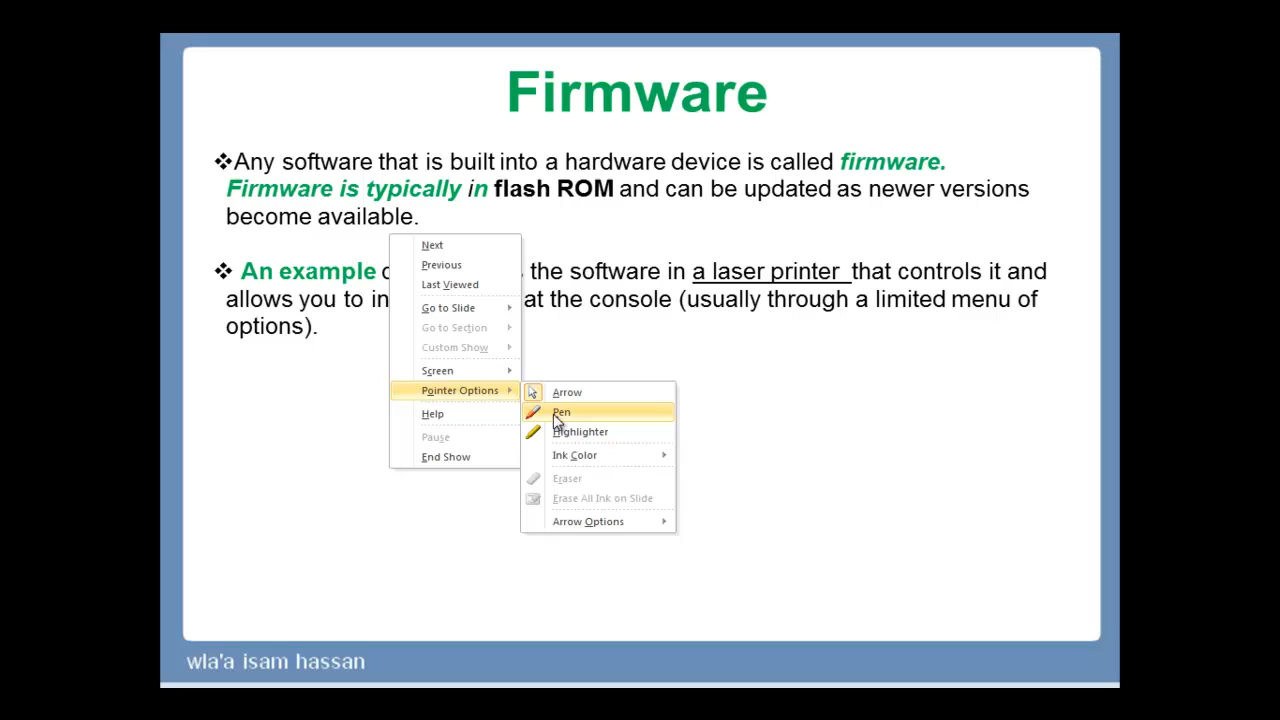 Firmware
❖Any software that is built into a hardware device is called firmware.
Firmware is typically in flash ROM and can be updated as newer versions
become available.
❖ An example the software in a laser printer that controls it and
allows you to at the console (usually through a limited menu of
options).
Next
Previous
Last Viewed
Go to Slide
Go to Section
Custom Show
Screen
Pointer Options
Help
Pause
End Show
Arrow
Pen
Highlighter
Ink Color
Eraser
Erase All Ink on Slide
Arrow Options
wla'a isam hassan